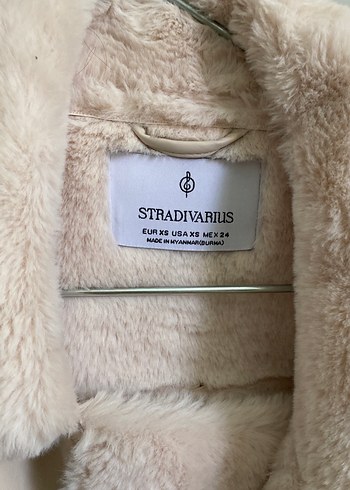 STRADIVARIUS
EUR XS USA XS MEX 24
MADE IN MYANMAR(BURMA)